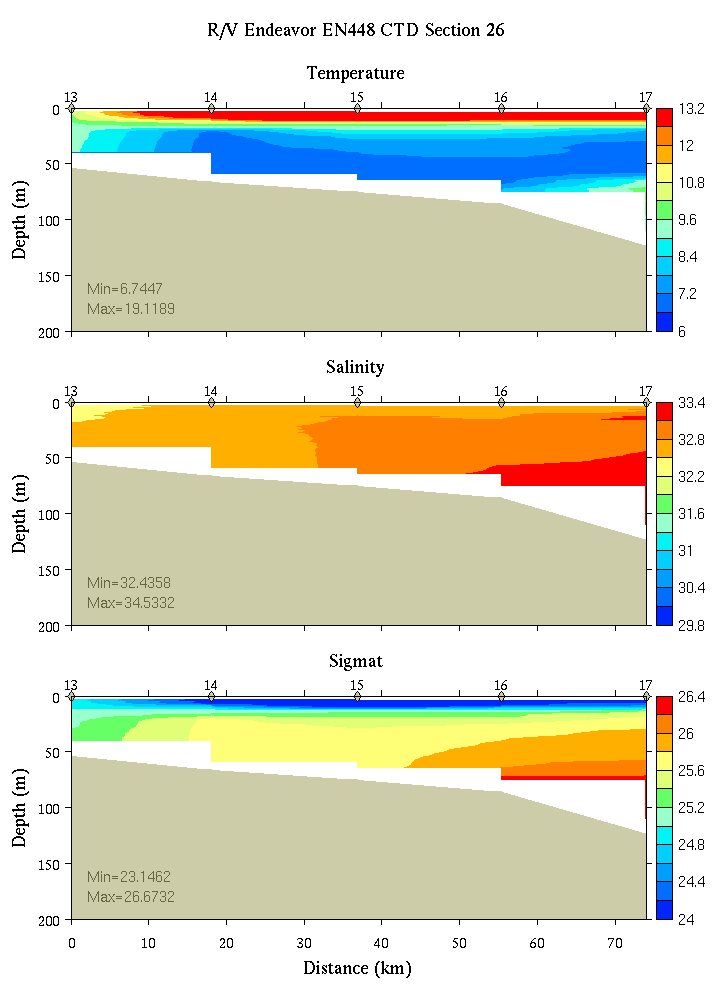 R/V Endeavor EN448 CTD Section 26
Temperature
13 14 15 16 17
0
50
100
150
200
Depth (m)
Min=6.7447
Max=19.1189
13.2
12
10.8
9.6
8.4
7.2
6
Salinity
13 14 15 16 17
0
50
100
150
200
Depth (m)
Min=32.4358
Max=34.5332
33.4
32.8
32.2
31.6
31
30.4
29.8
Sigmat
13 14 15 16 17
0
50
100
150
200
Depth (m)
Min=23.1462
Max=26.6732
26.4
26
25.6
25.2
24.8
24.4
24
0 10 20 30 40 50 60 70
Distance (km)